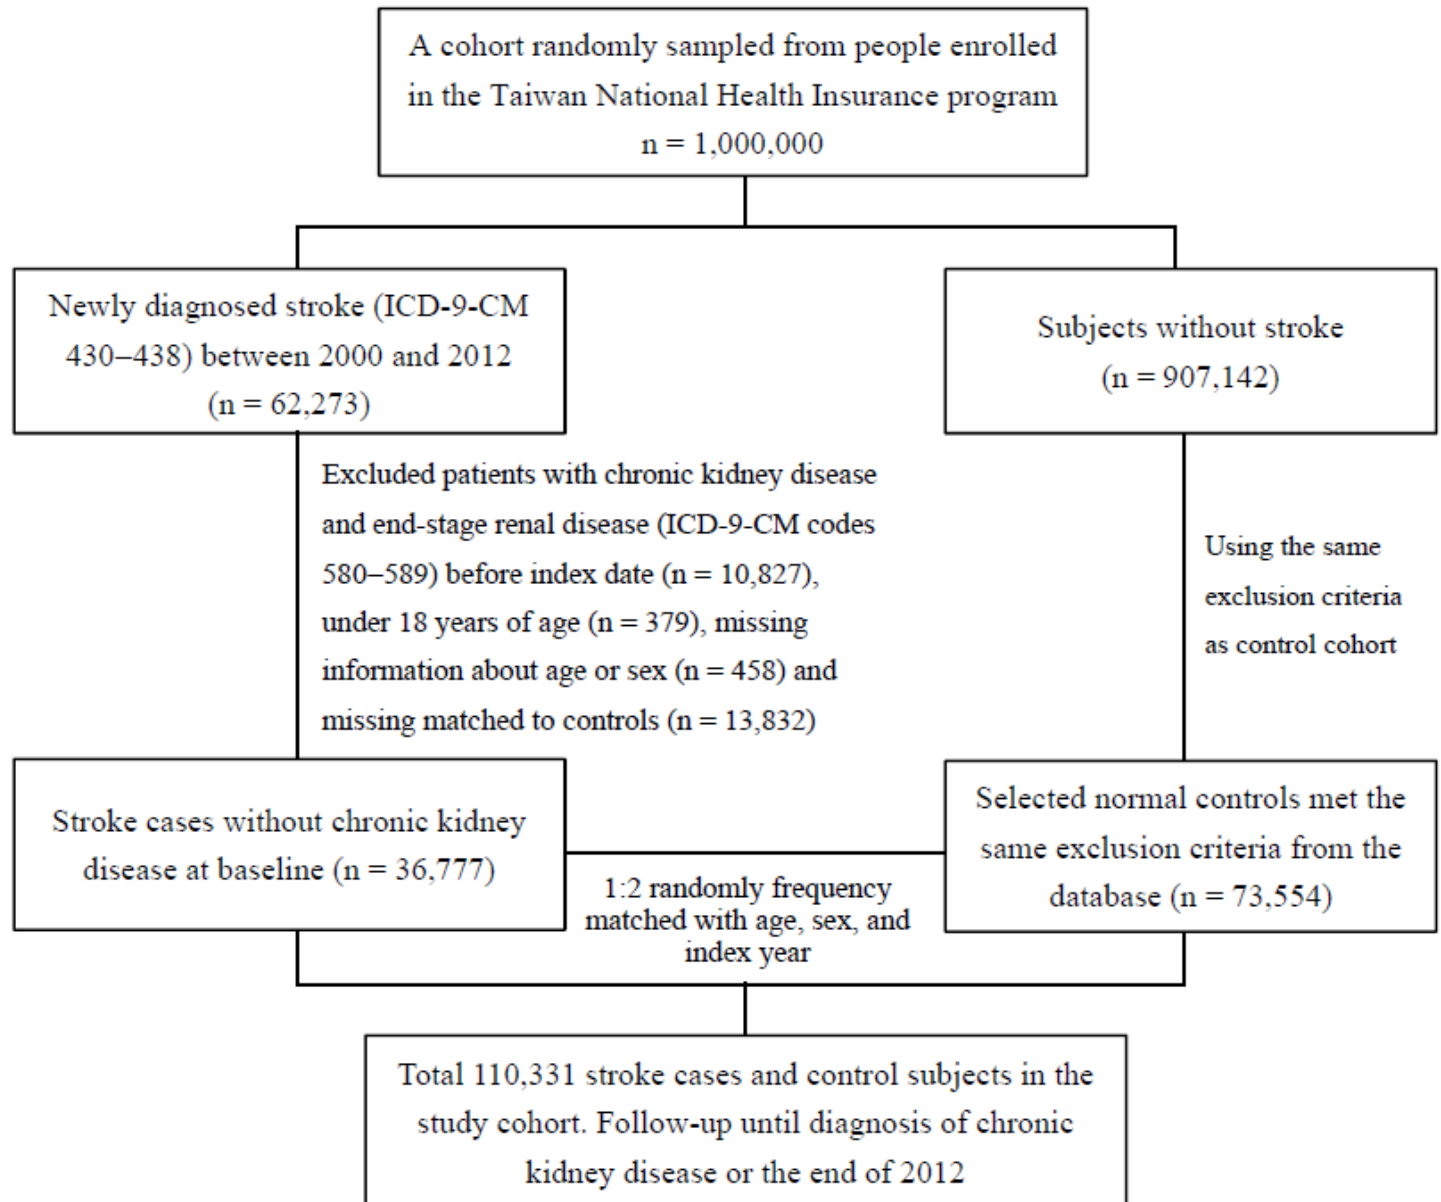 A cohort randomly sampled from people enrolled
in the Taiwan National Health Insurance program
n = 1,000,000
Newly diagnosed stroke (ICD-9-CM
430–438) between 2000 and 2012
(n = 62,273)
Subjects without stroke
(n = 907,142)
Excluded patients with chronic kidney disease
and end-stage renal disease (ICD-9-CM codes
580–589) before index date (n = 10,827),
under 18 years of age (n = 379), missing
information about age or sex (n = 458) and
missing matched to controls (n = 13,832)
Using the same
exclusion criteria
as control cohort
Stroke cases without chronic kidney
disease at baseline (n = 36,777)
Selected normal controls met the
same exclusion criteria from the
database (n = 73,554)
1:2 randomly frequency
matched with age, sex, and
index year
Total 110,331 stroke cases and control subjects in the
study cohort. Follow-up until diagnosis of chronic
kidney disease or the end of 2012